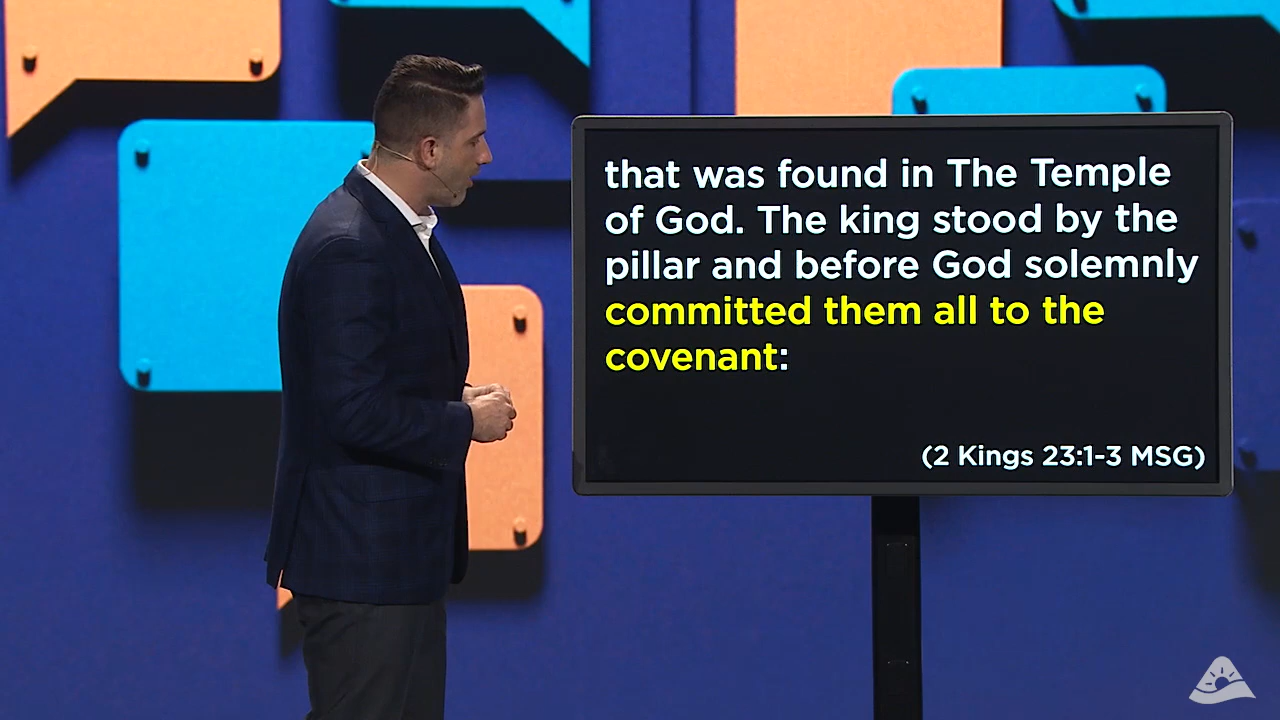 that was found in The Temple
of God. The king stood by the
pillar and before God solemnly
committed them all to the
covenant:
(2 Kings 23:1-3 MSG)